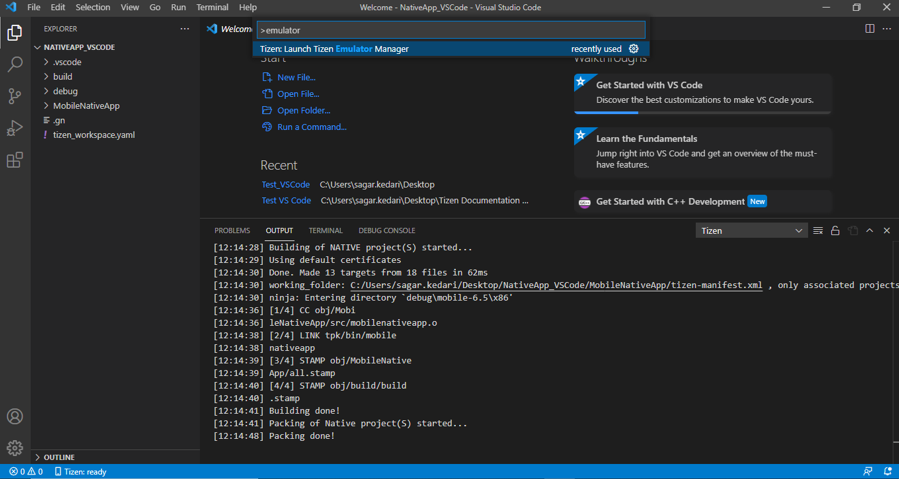 File Edit Selection View Go Run Terminal Help
Welcome - NativeApp_VSCode - Visual Studio Code
EXPLORER
NATIVEAPP_VSCODE
.vscode
build
debug
MobileNativeApp
.gn
tizen_workspace.yaml
OUTLINE
Welcome
>emulator
Tizen: Launch Tizen Emulator Manager recently used
Start
New File...
Open File...
Open Folder...
Run a Command...
Recent
Test_VSCode C:\Users\sagar.kedari\Desktop
Test VS Code C:\Users\sagar.kedari\Desktop\Tizen Documentation ...
Walkthroughs
Get Started with VS Code
Discover the best customizations to make VS Code yours.
Learn the Fundamentals
Jump right into VS Code and get an overview of the must-
have features.
Get Started with C++ Development New
PROBLEMS OUTPUT TERMINAL DEBUG CONSOLE
Tizen
[12:14:28] Building of NATIVE project(S) started...
[12:14:29] Using default certificates
[12:14:30] Done. Made 13 targets from 18 files in 62ms
[12:14:30] working_folder: C:/Users/sagar.kedari/Desktop/NativeApp_VSCode/MobileNativeApp/tizen-manifest.xml , only associated projects
[12:14:30] ninja: Entering directory `debug\mobile-6.5\x86'
[12:14:36] [1/4] CC obj/Mobi
[12:14:36] leNativeApp/src/mobilenativeapp.o
[12:14:38] [2/4] LINK tpk/bin/mobile
[12:14:38] nativeapp
[12:14:39] [3/4] STAMP obj/MobileNative
[12:14:39] App/all.stamp
[12:14:40] [4/4] STAMP obj/build/build
[12:14:40] .stamp
[12:14:41] Building done!
[12:14:41] Packing of Native project(S) started...
[12:14:48] Packing done!
0 0 Tizen: ready